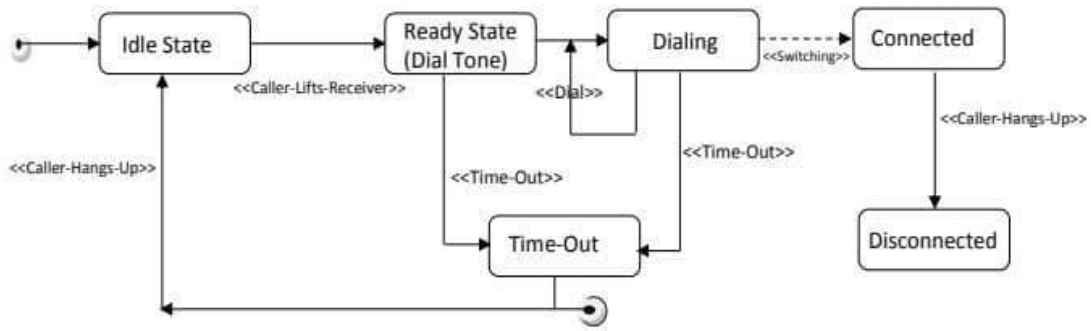 Idle State
Ready State
(Dial Tone)
Dialing
Connected
<<Switching>>
<<Caller-Lifts-Receiver>>
<<Dial>>
<<Caller-Hangs-Up>>
<<Time-Out>>
<<Caller-Hangs-Up>>
<<Time-Out>>
Time-Out
Disconnected